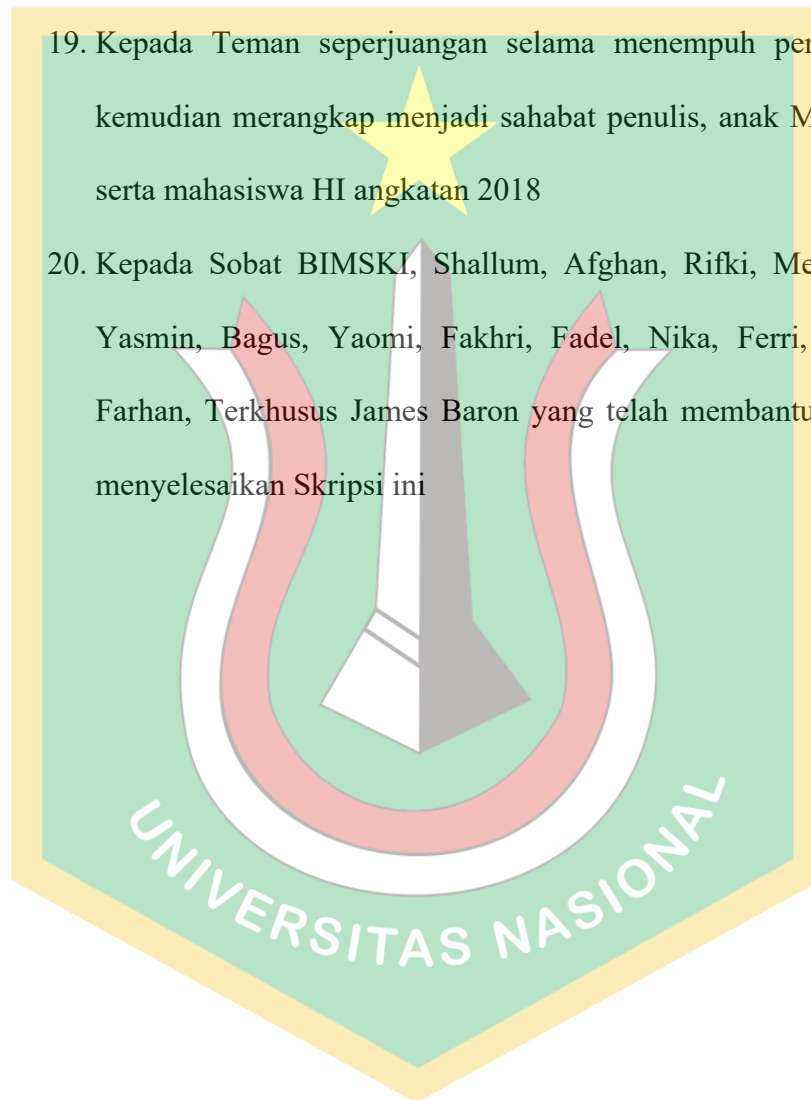 19. Kepada Teman seperjuangan selama menempuh
kemudian merangkap menjadi sahabat penulis, anak
serta mahasiswa HI angkatan 2018
20. Kepada Sobat BIMSKI, Shallum, Afghan, Rifki,
Yasmin, Bagus, Yaomi, Fakhri, Fadel, Nika, Ferri,
Farhan, Terkhusus James Baron yang telah membantu
menyelesaikan Skripsi ini
UNIVERSITAS NASIONAL